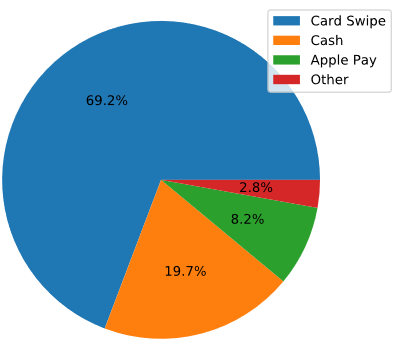 Card Swipe
Cash
Apple Pay
Other
69.2%
2.8%
8.2%
19.7%